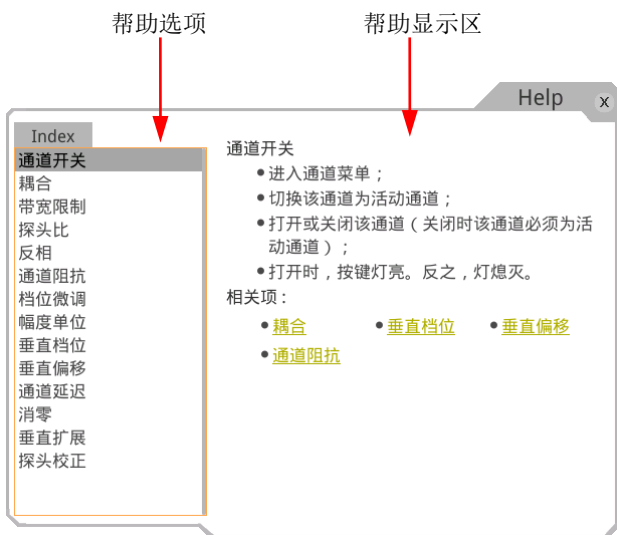 帮助选项
帮助显示区
Help
x
Index
通道开关
耦合
带宽限制
探头比
反相
通道阻抗
档位微调
幅度单位
垂直档位
垂直偏移
通道延迟
消零
垂直扩展
探头校正
通道开关
●进入通道菜单；
●切换该通道为活动通道；
●打开或关闭该通道（关闭时该通道必须为活
动通道）；
●打开时，按键灯亮。反之，灯熄灭。
相关项：
●耦合 ●垂直档位 ●垂直偏移
●通道阻抗